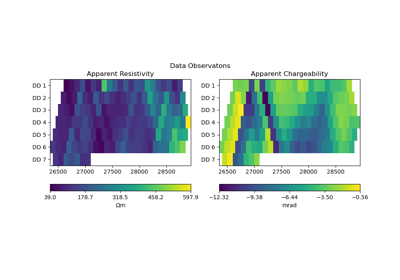 Data Observatons
Apparent Resistivity
Apparent Chargeability
DD 1
DD 2
DD 3
DD 4
DD 5
DD 6
DD 7
26500 27000 27500 28000 28500
39.0 178.7 318.5 458.2 597.9
Ωm
DD 1
DD 2
DD 3
DD 4
DD 5
DD 6
DD 7
26500 27000 27500 28000 28500
−12.32 −9.38 −6.44 −3.50 −0.56
mrad